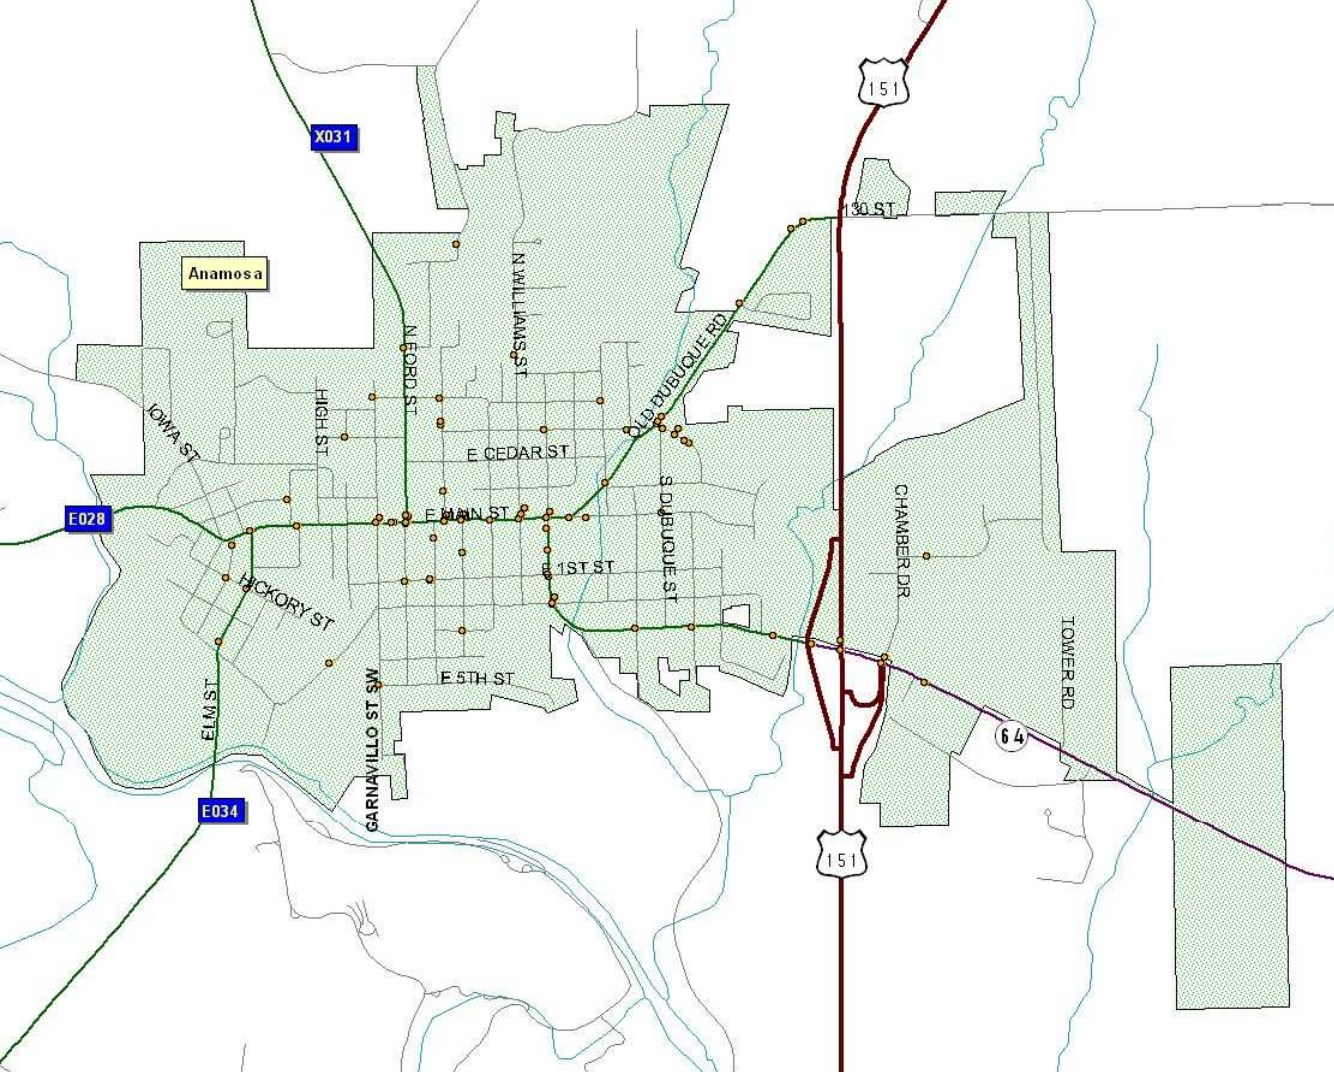 151
X031
130 ST
Anamosa
N WILLIAMS ST
N FORD ST
OLD DUBUQUE RD
HIGH ST
IOWA ST
E CEDAR ST
S DUBUQUE ST
CHAMBER DR
E028
E MAIN ST
E 1ST ST
HICKORY ST
TOWER RD
E 5TH ST
ELM ST
GARNAVILLO ST SW
64
E034
151